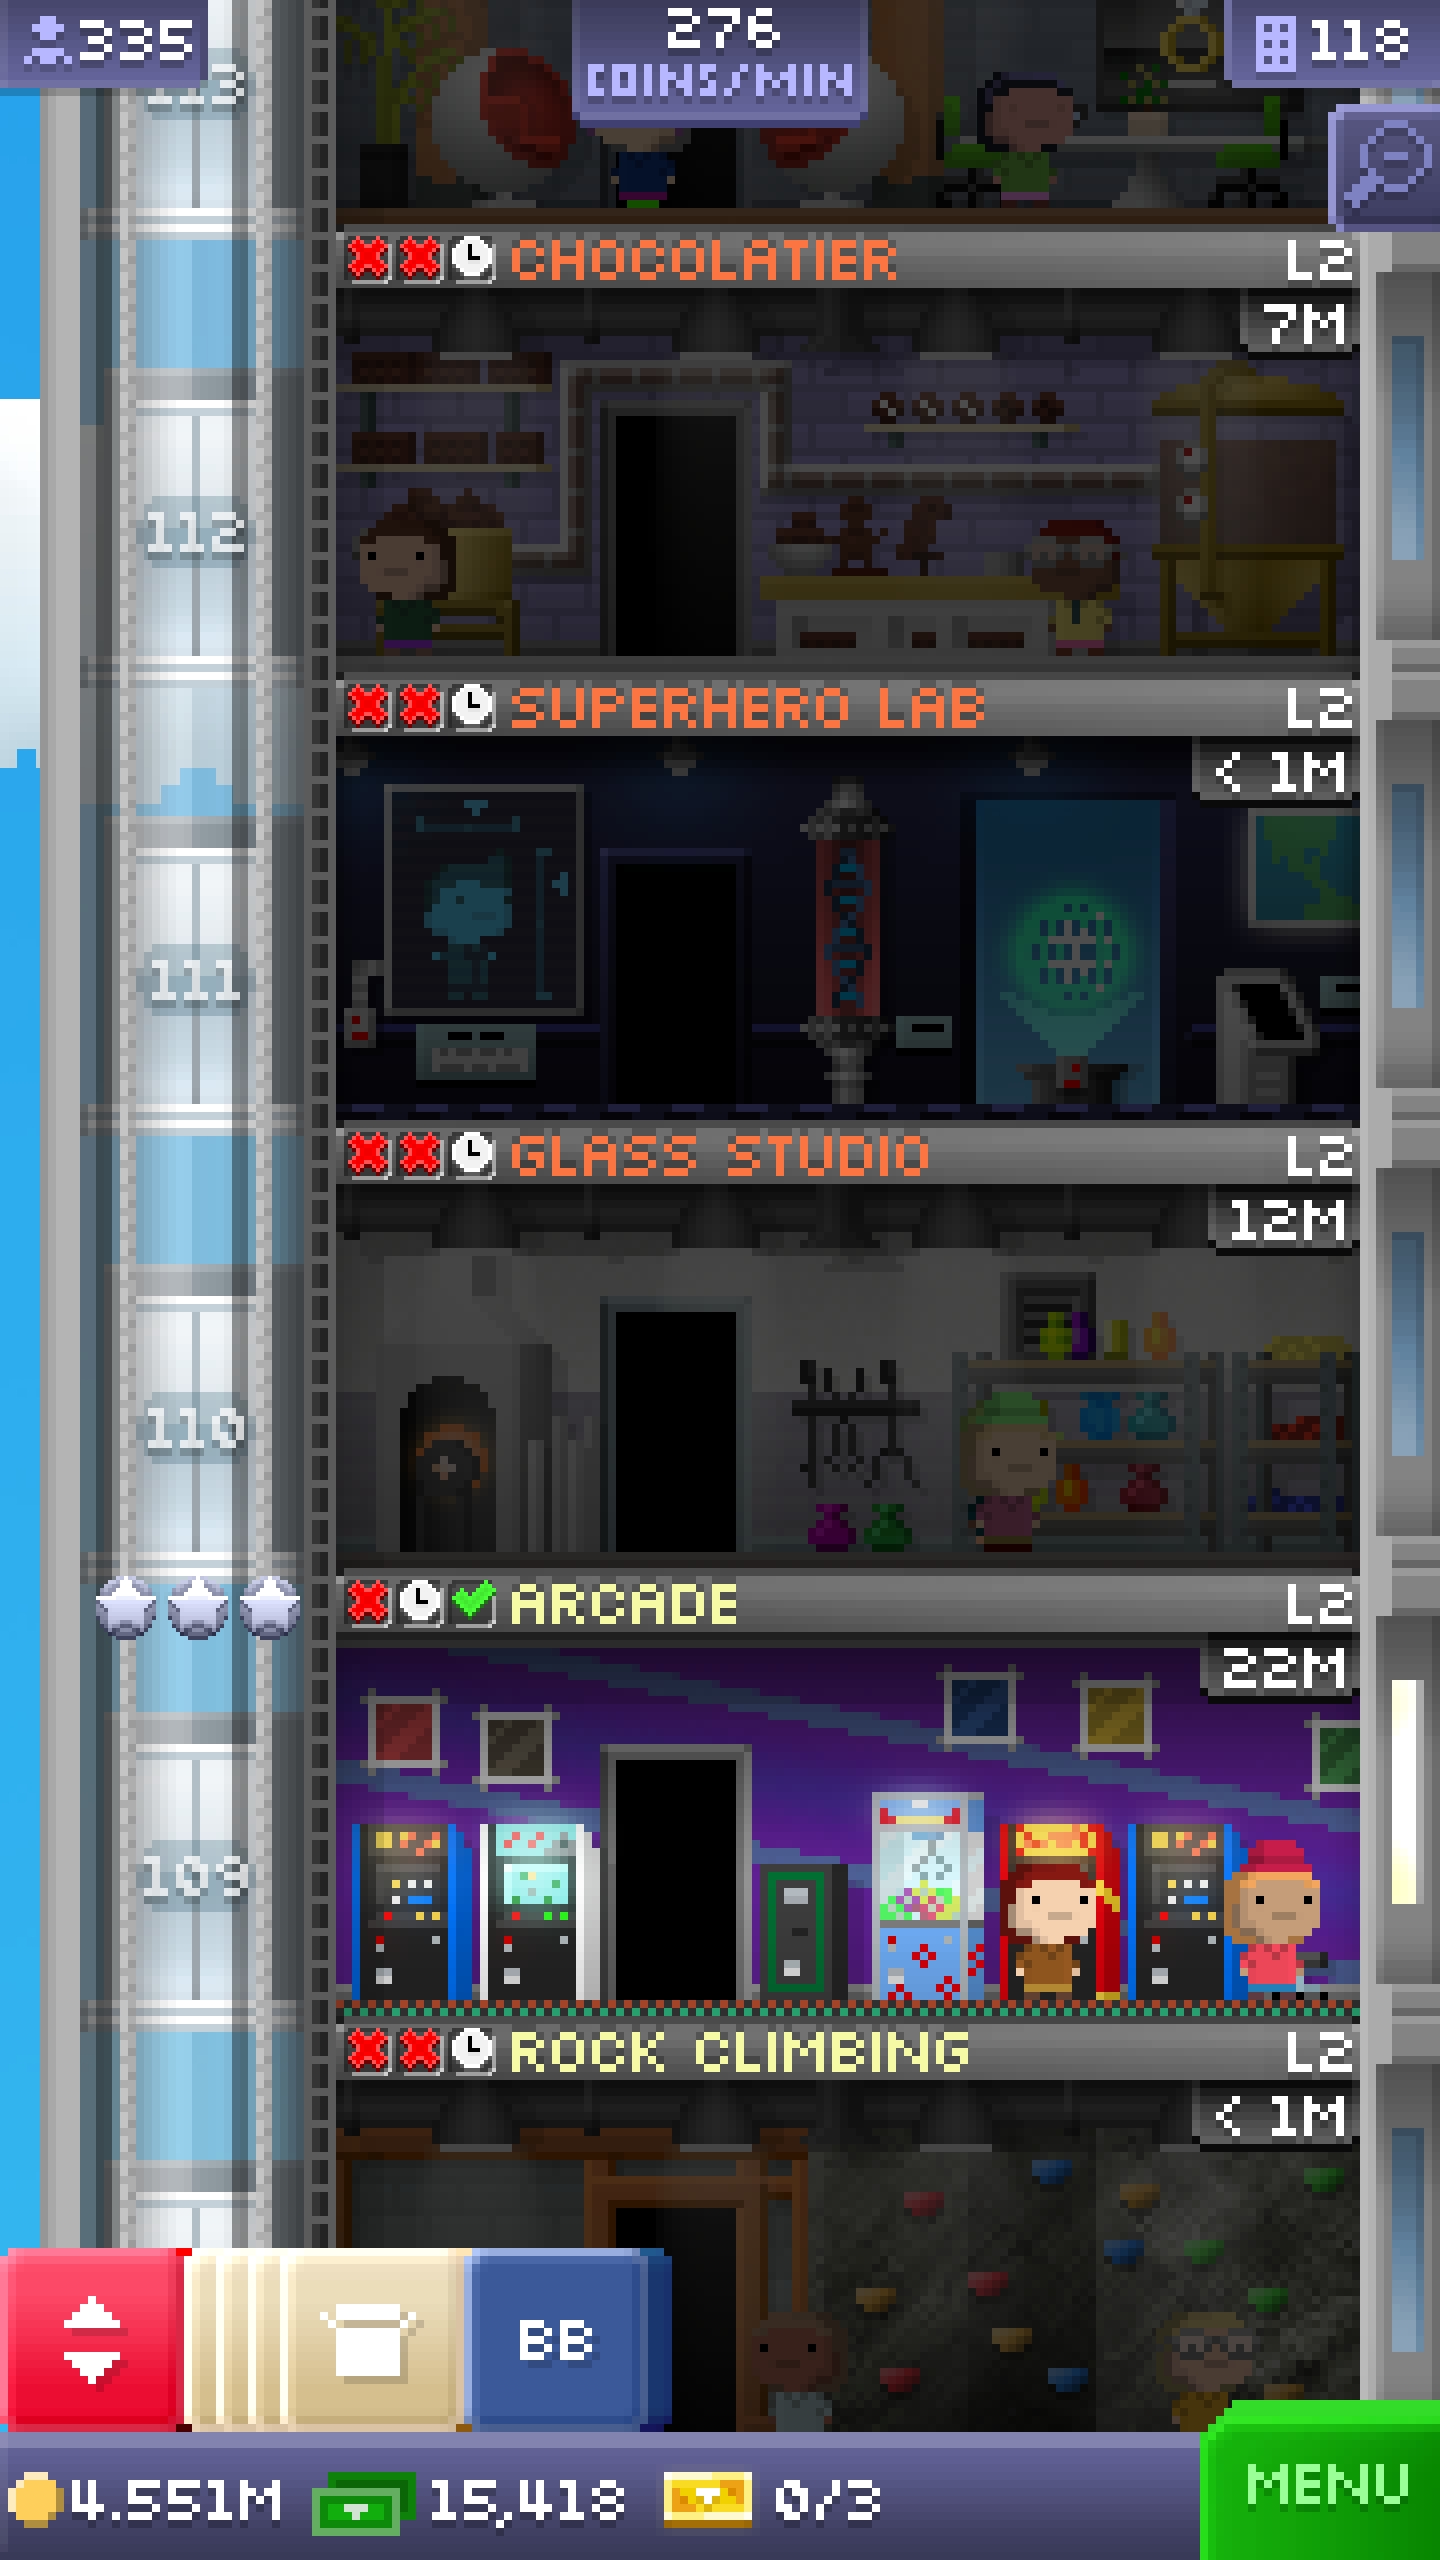 335
276
COINS/MIN
118
113
CHOCOLATIER L2
7M
112
SUPERHERO LAB L2
< 1M
111
GLASS STUDIO L2
12M
110
ARCADE L2
22M
109
ROCK CLIMBING L2
< 1M
BB
4.551M 15,418 0/3
MENU